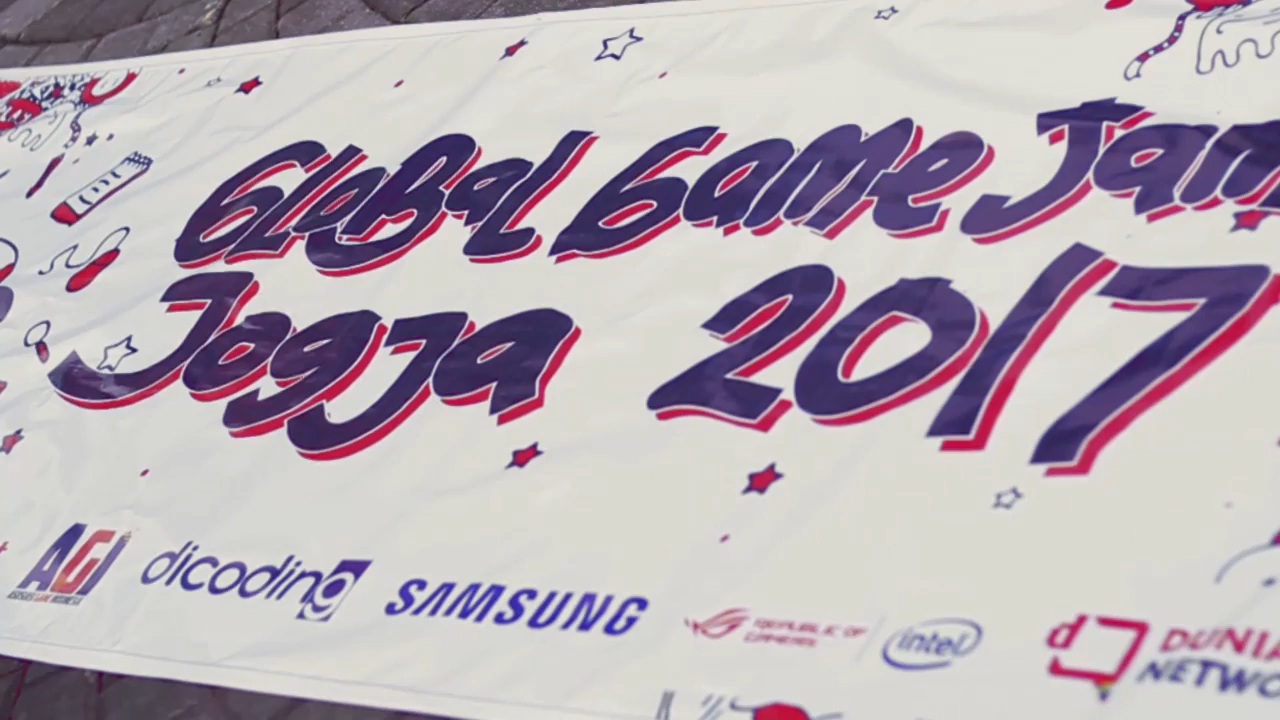 Global Game Jam
Jogja 2017
AGI
dicoding
SAMSUNG
REPUBLIC OF
GAMERS
intel
DUNIA
NETWO